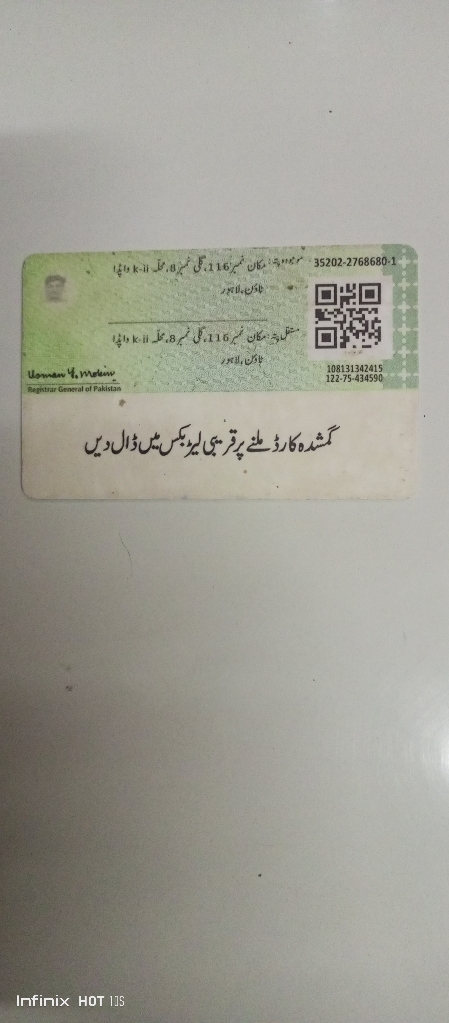 موجودہ پتہ: مکان نمبر 116، گلی نمبر 8، محلہ k-ii واپڈا
ٹاؤن، لاہور
35202-2768680-1
مستقل پتہ: مکان نمبر 116، گلی نمبر 8، محلہ k-ii واپڈا
ٹاؤن، لاہور
108131342415
122-75-434590
Usman Y. Mobin
Registrar General of Pakistan
گمشدہ کارڈ ملنے پر قریبی لیٹر بکس میں ڈال دیں
Infinix HOT 10S